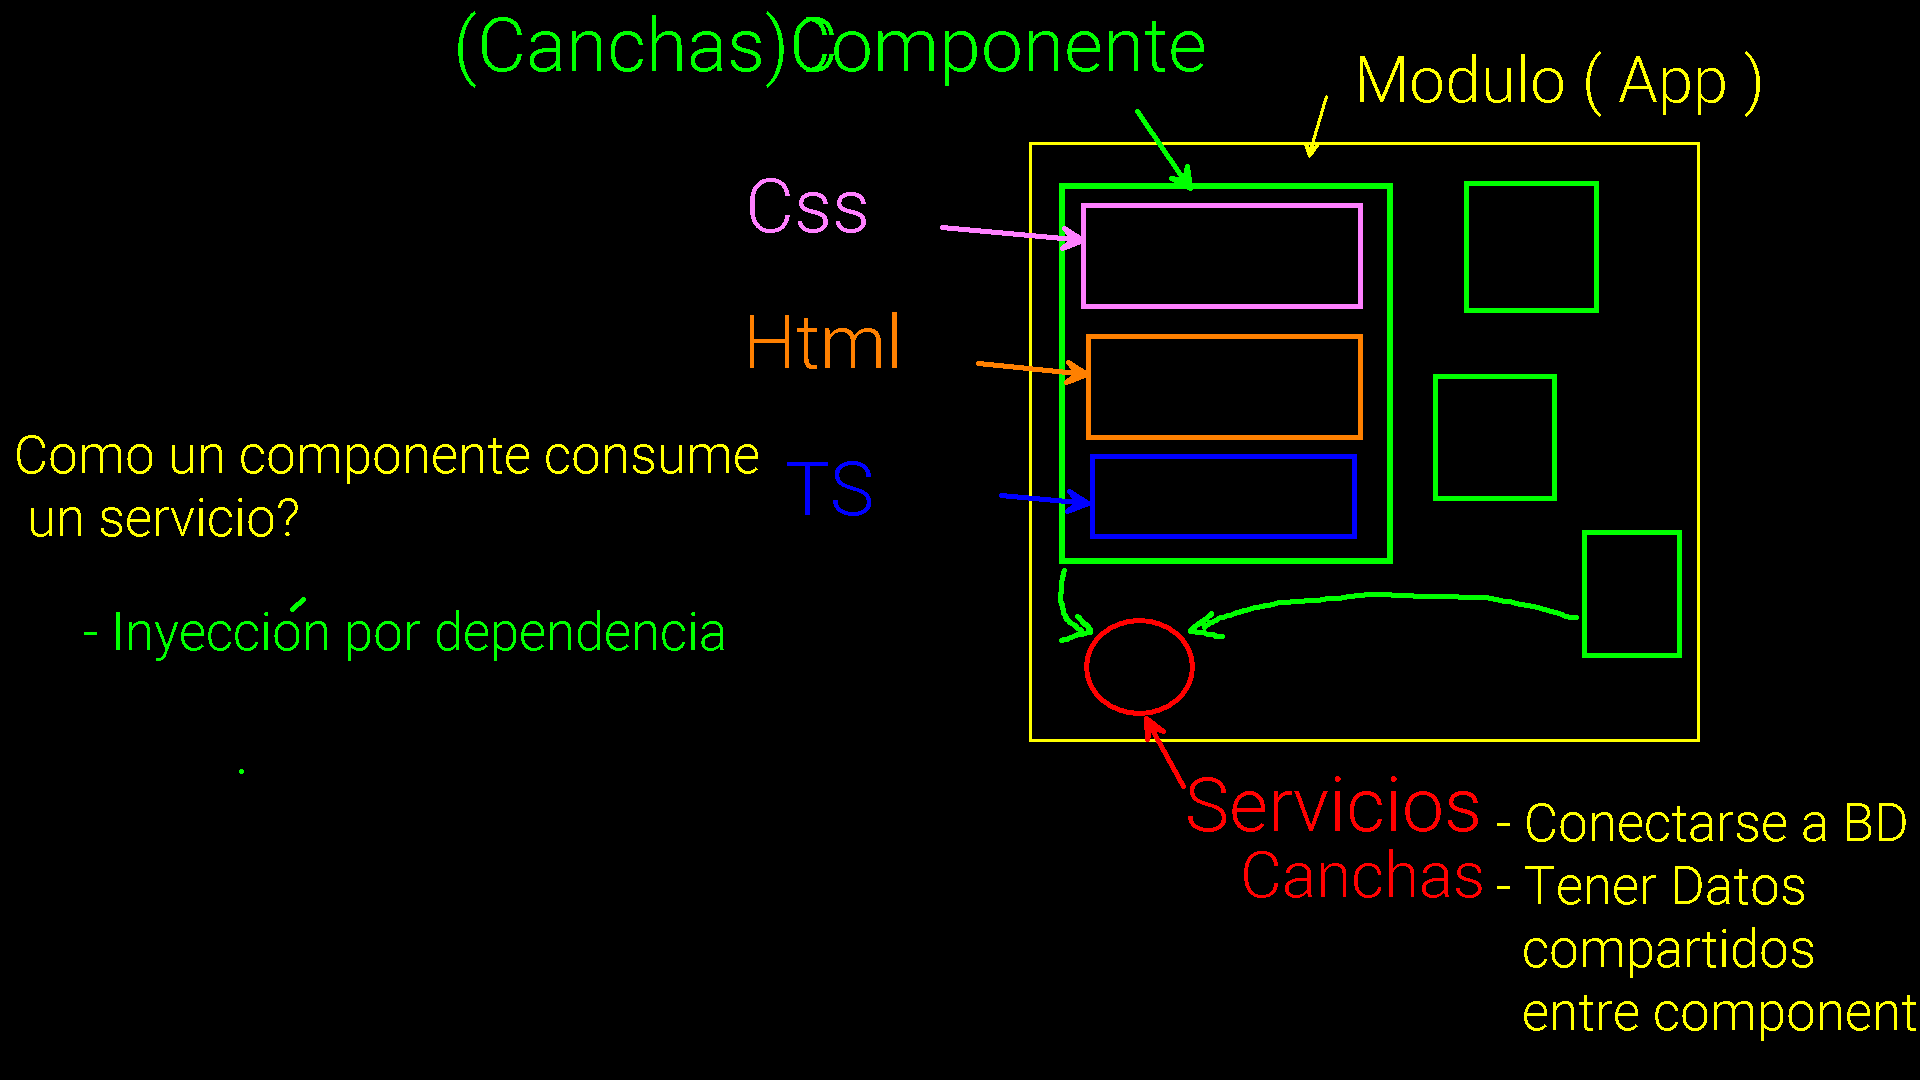 (Canchas)Componente
Modulo ( App )
Css
Html
Como un componente consume
un servicio?
TS
- Inyección por dependencia
Servicios
Canchas
- Conectarse a BD
- Tener Datos
compartidos
entre component